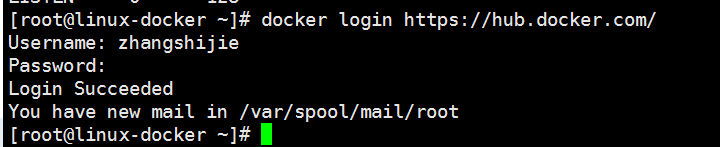 [root@linux-docker ~]# docker login https://hub.docker.com/
Username: zhangshijie
Password:
Login Succeeded
You have new mail in /var/spool/mail/root
[root@linux-docker ~]#